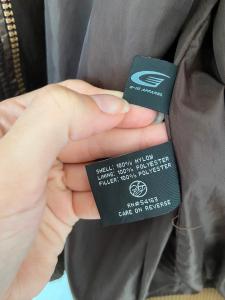 G-III APPAREL
SHELL: 100% NYLON
LINING: 100% POLYESTER
FILLER: 100% POLYESTER
RN#54163
CARE ON REVERSE